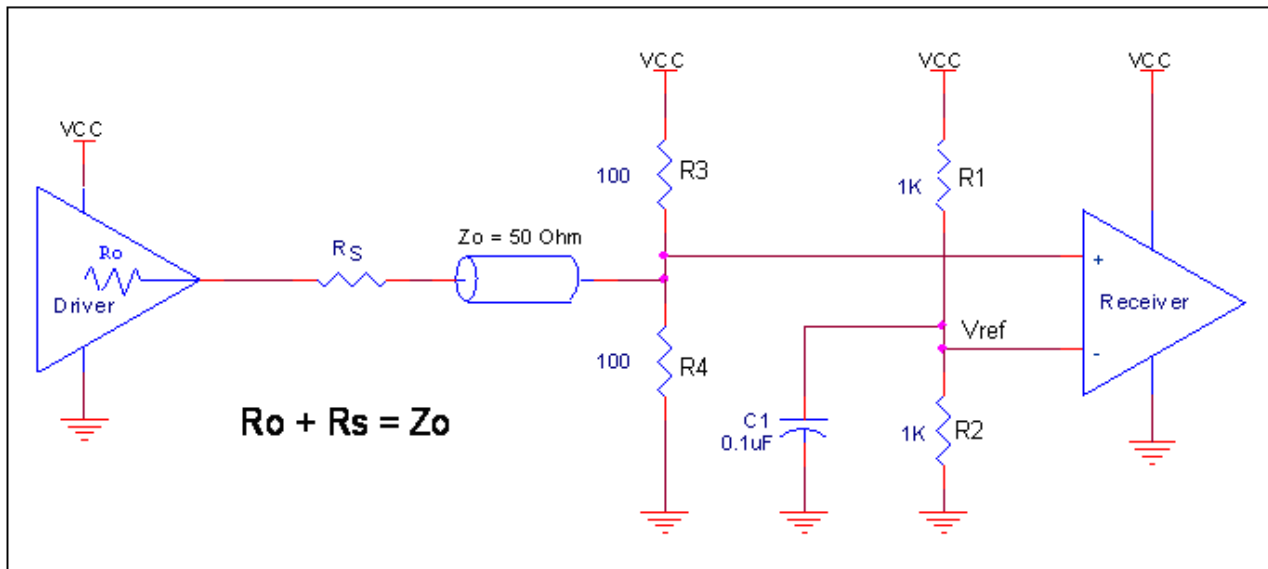 VCC
VCC
VCC
VCC
Ro
Driver
RS
Zo = 50 Ohm
100
R3
1K
R1
+
Receiver
Vref
-
100
R4
C1
0.1uF
1K
R2
Ro + Rs = Zo